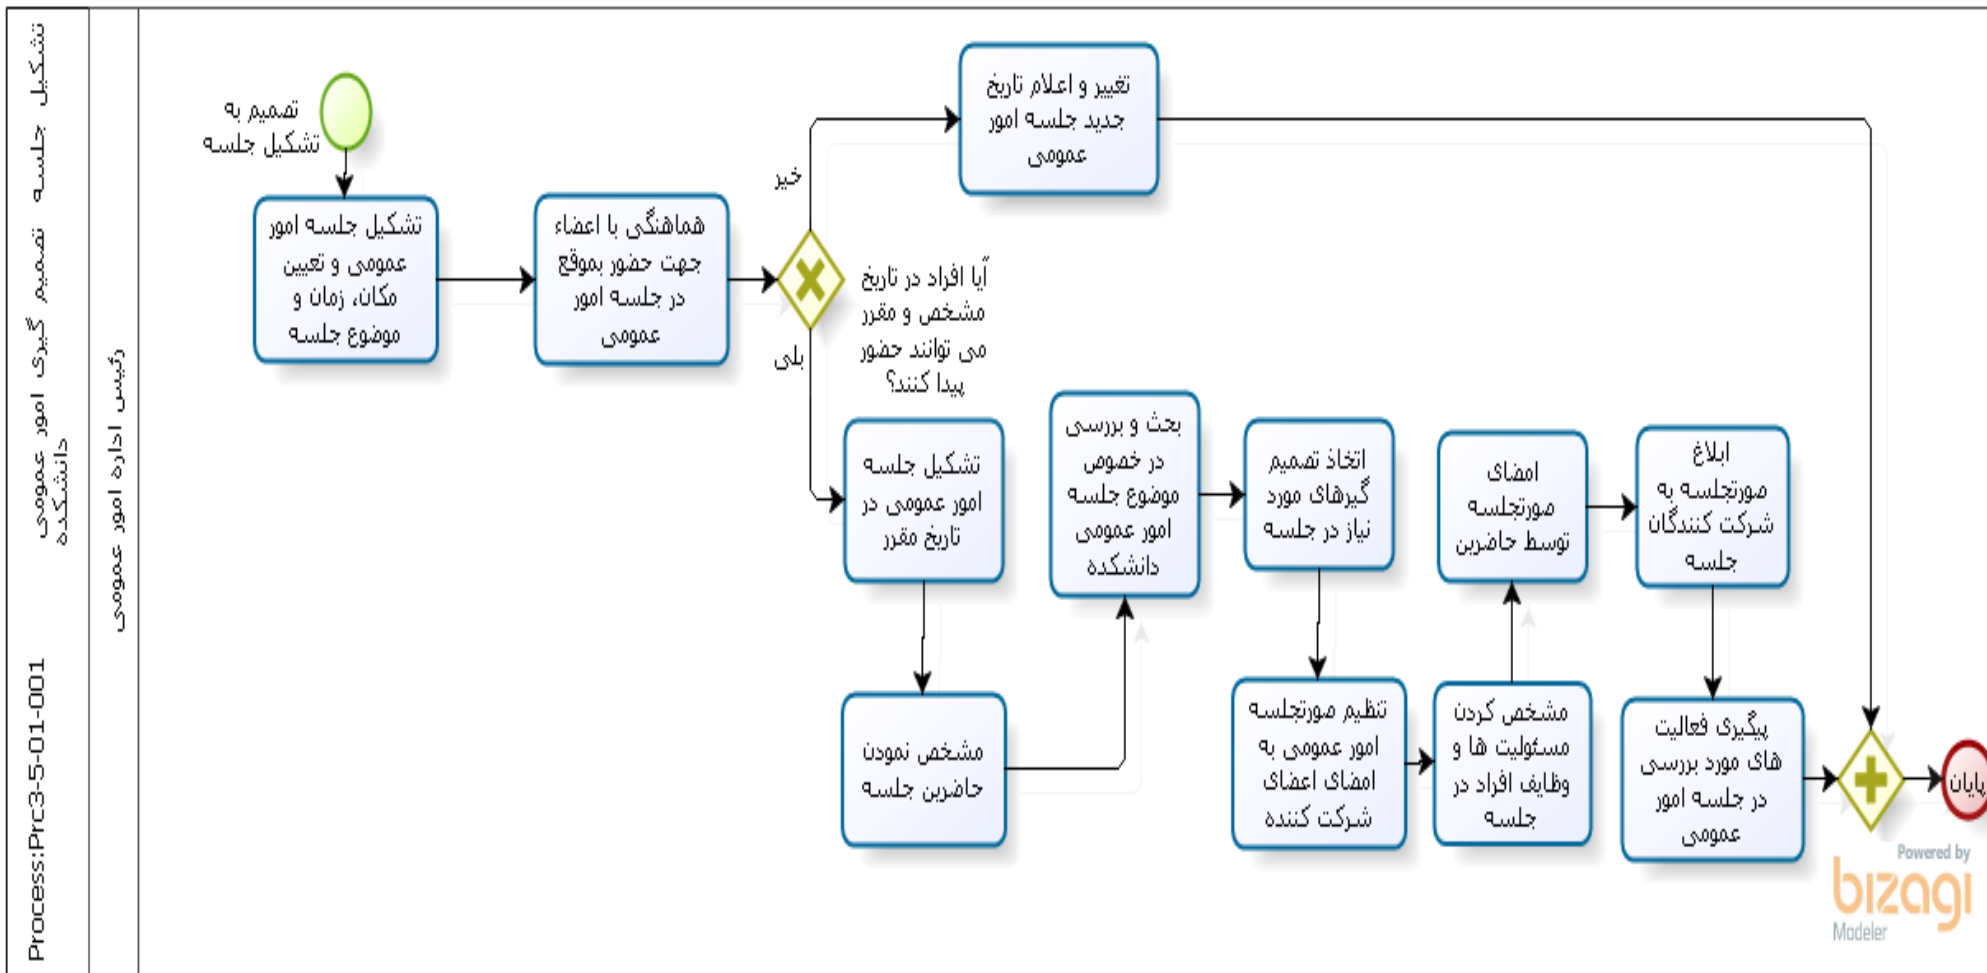 تشکیل جلسه تصمیم گیری امور عمومی
دانشکده
Process:Prc3-5-01-001
رئیس اداره امور عمومی
تصمیم به
تشکیل جلسه
تشکیل جلسه امور
عمومی و تعیین
مکان، زمان و
موضوع جلسه
هماهنگی با اعضاء
جهت حضور بموقع
در جلسه امور
عمومی
خیر
بلی
آیا افراد در تاریخ
مشخص و مقرر
می توانند حضور
پیدا کنند؟
تغییر و اعلام تاریخ
جدید جلسه امور
عمومی
تشکیل جلسه
امور عمومی در
تاریخ مقرر
مشخص نمودن
حاضرین جلسه
بحث و بررسی
در خصوص
موضوع جلسه
امور عمومی
دانشکده
اتخاذ تصمیم
گیرهای مورد
نیاز در جلسه
تنظیم صورتجلسه
امور عمومی به
امضای اعضای
شرکت کننده
مشخص کردن
مسئولیت ها و
وظایف افراد در
جلسه
امضای
صورتجلسه
توسط حاضرین
ابلاغ
صورتجلسه به
شرکت کنندگان
جلسه
پیگیری فعالیت
های مورد بررسی
در جلسه امور
عمومی
پایان
Powered by
bizagi
Modeler